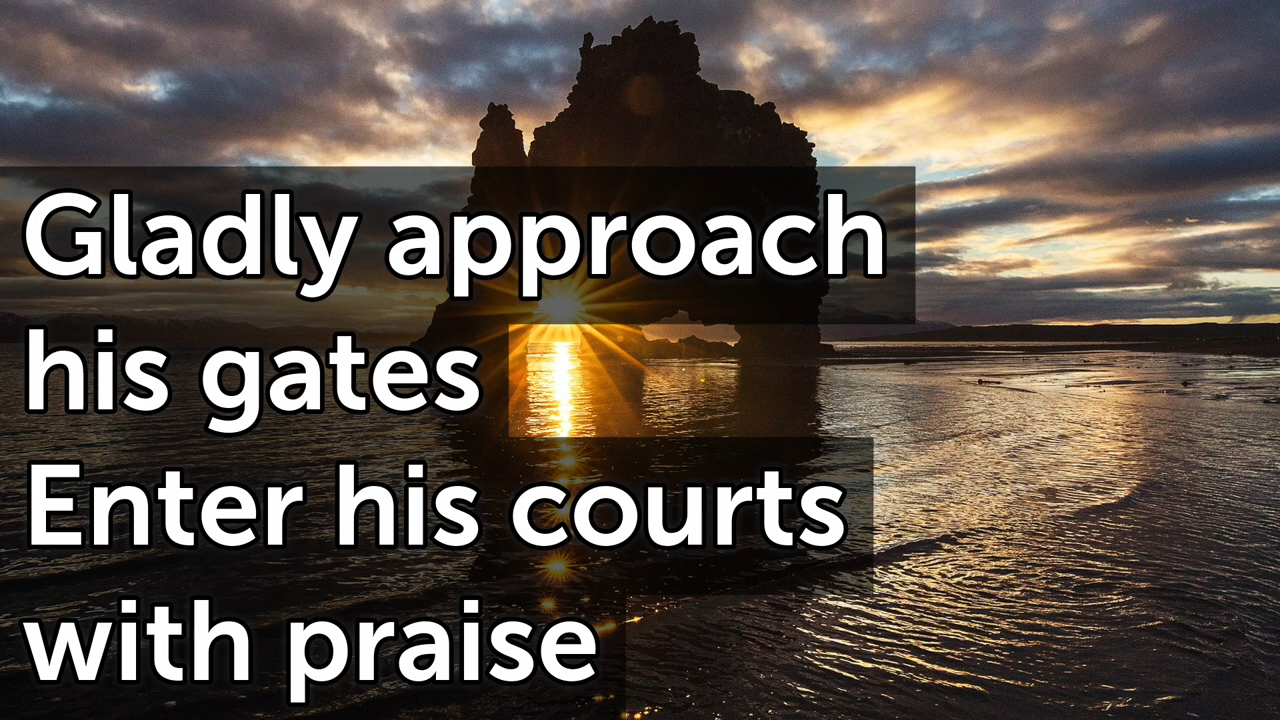 Gladly approach
his gates
Enter his courts
with praise